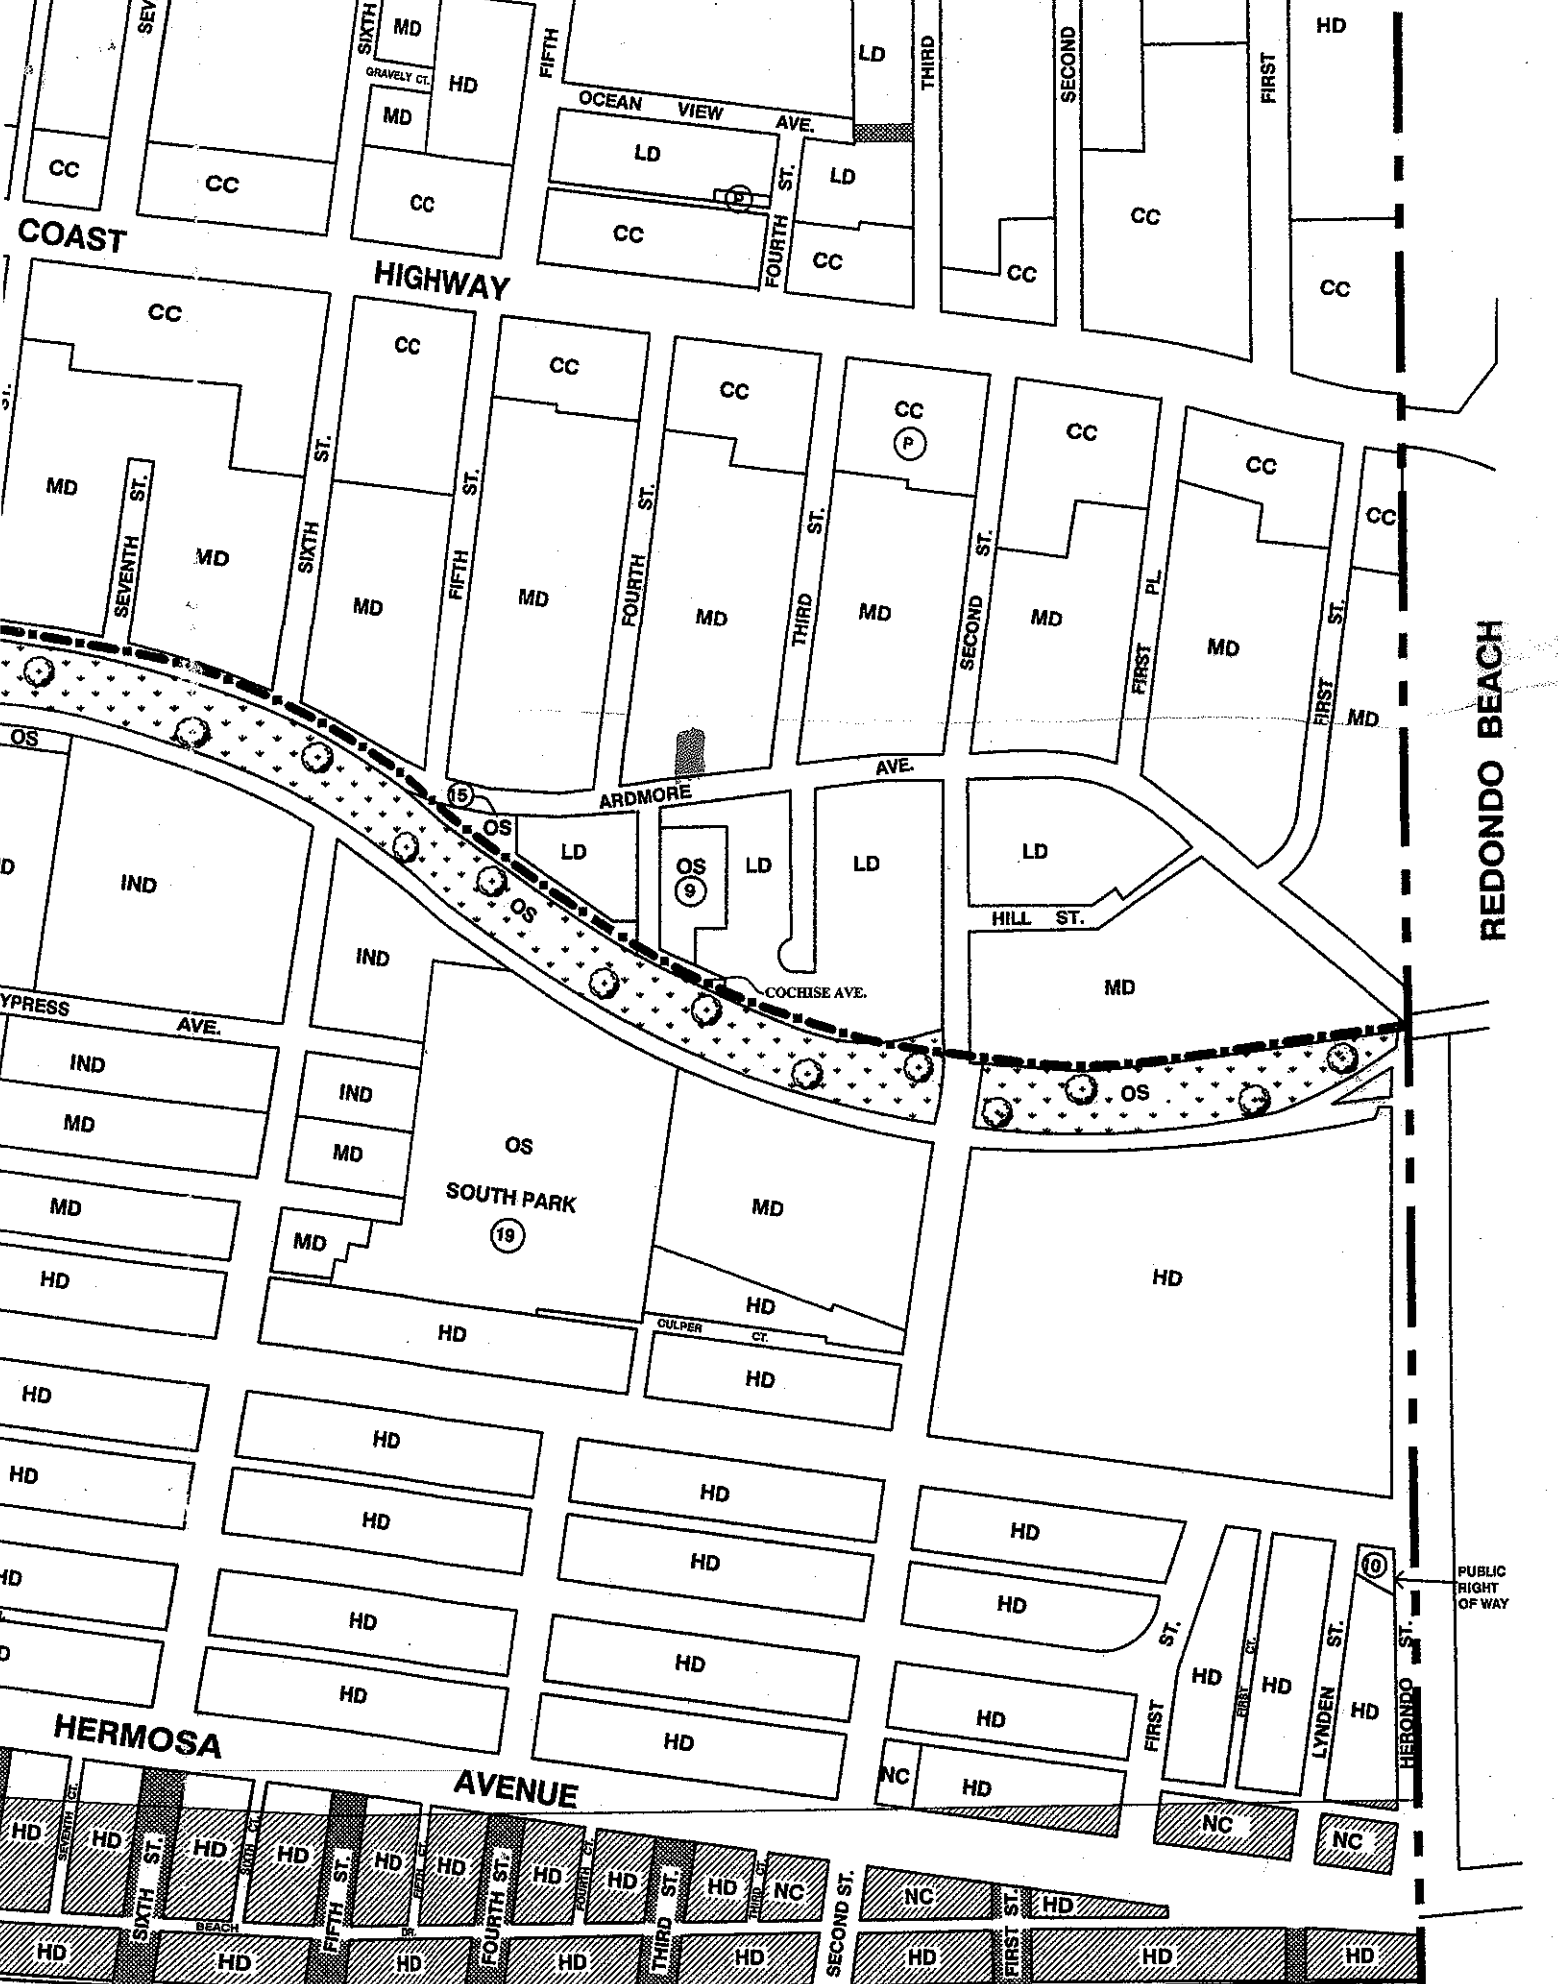 SEV
SIXTH
MD
GRAVELY CT.
HD
MD
FIFTH
LD
THIRD
SECOND
FIRST
HD
OCEAN VIEW AVE.
LD
P
ST.
LD
CC
CC
CC
CC
FOURTH
CC
CC
CC
CC
COAST HIGHWAY
CC
CC
CC
CC
CC
P
CC
CC
CC
ST.
MD
SEVENTH ST.
MD
SIXTH ST.
MD
FIFTH ST.
MD
FOURTH ST.
MD
THIRD ST.
MD
SECOND ST.
MD
FIRST PL.
MD
FIRST ST.
MD
REDONDO BEACH
OS
15
OS
ARDMORE AVE.
LD
OS
9
LD
LD
LD
HILL ST.
MD
D
IND
OS
IND
COCHISE AVE.
OS
YPRESS AVE.
IND
IND
MD
MD
OS
SOUTH PARK
19
MD
MD
MD
HD
HD
HD
HD
CULPER CT.
HD
HD
HD
HD
HD
HD
HD
HD
HD
HD
HD
HD
HD
HD
D
HD
HD
HD
HD
NC
HD
FIRST ST.
HD
FIRST CT.
HD
LYNDEN ST.
10
HD
HERONDO ST.
PUBLIC
RIGHT
OF WAY
HERMOSA AVENUE
HD
SEVENTH CT.
HD
SIXTH ST.
HD
SIXTH CT.
HD
FIFTH ST.
HD
FIFTH CT.
HD
FOURTH ST.
HD
FOURTH CT.
HD
THIRD ST.
HD
THIRD CT.
NC
SECOND ST.
NC
FIRST ST.
HD
NC
NC
BEACH DR.
HD
HD
HD
HD
HD
HD
HD
HD